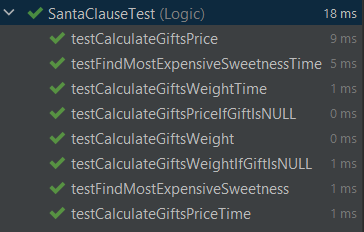 SantaClauseTest (Logic) 18 ms
testCalculateGiftsPrice 9 ms
testFindMostExpensiveSweetnessTime 5 ms
testCalculateGiftsWeightTime 1 ms
testCalculateGiftsPriceIfGiftIsNULL 0 ms
testCalculateGiftsWeight 0 ms
testCalculateGiftsWeightIfGiftIsNULL 1 ms
testFindMostExpensiveSweetness 1 ms
testCalculateGiftsPriceTime 1 ms